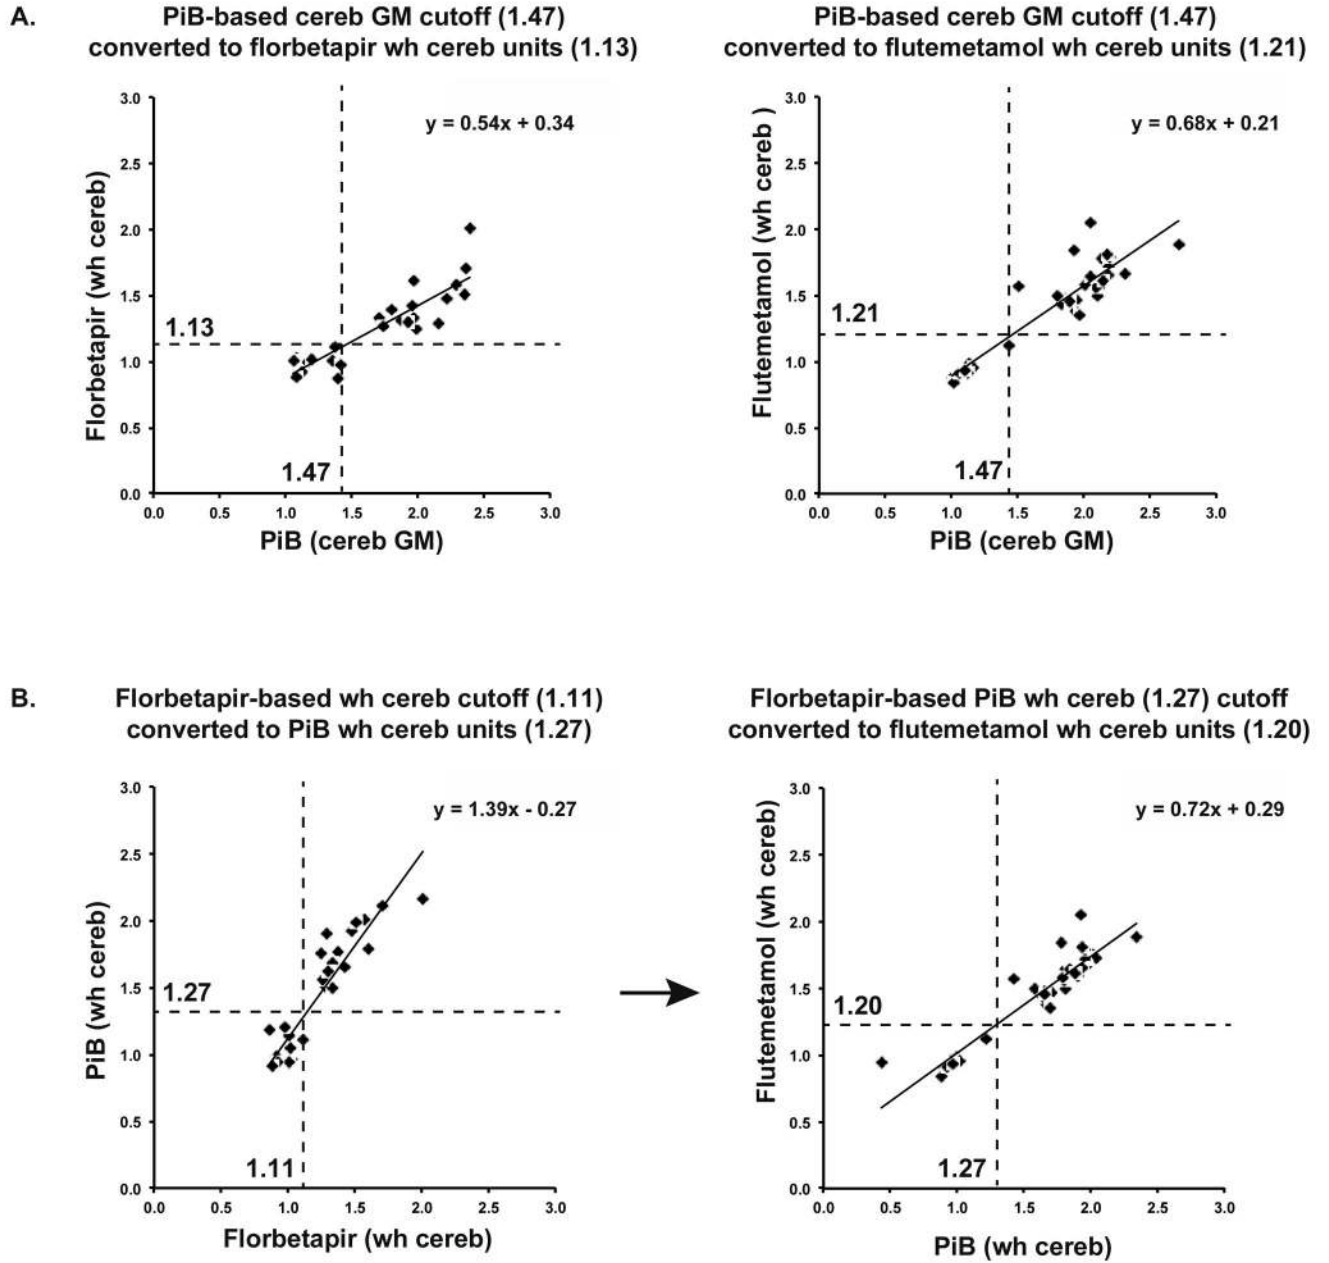 A.
PiB-based cereb GM cutoff (1.47)
converted to florbetapir wh cereb units (1.13)
3.0
2.5
2.0
1.5
1.0
0.5
0.0
Florbetapir (wh cereb)
y = 0.54x + 0.34
1.13
1.47
0.0 0.5 1.0 1.5 2.0 2.5 3.0
PiB (cereb GM)
PiB-based cereb GM cutoff (1.47)
converted to flutemetamol wh cereb units (1.21)
3.0
2.5
2.0
1.5
1.0
0.5
0.0
Flutemetamol (wh cereb )
y = 0.68x + 0.21
1.21
1.47
0.0 0.5 1.0 1.5 2.0 2.5 3.0
PiB (cereb GM)
B.
Florbetapir-based wh cereb cutoff (1.11)
converted to PiB wh cereb units (1.27)
3.0
2.5
2.0
1.5
1.0
0.5
0.0
PiB (wh cereb)
y = 1.39x - 0.27
1.27
1.11
0.0 0.5 1.0 1.5 2.0 2.5 3.0
Florbetapir (wh cereb)
Florbetapir-based PiB wh cereb (1.27) cutoff
converted to flutemetamol wh cereb units (1.20)
3.0
2.5
2.0
1.5
1.0
0.5
0.0
Flutemetamol (wh cereb)
y = 0.72x + 0.29
1.20
1.27
0.0 0.5 1.0 1.5 2.0 2.5 3.0
PiB (wh cereb)